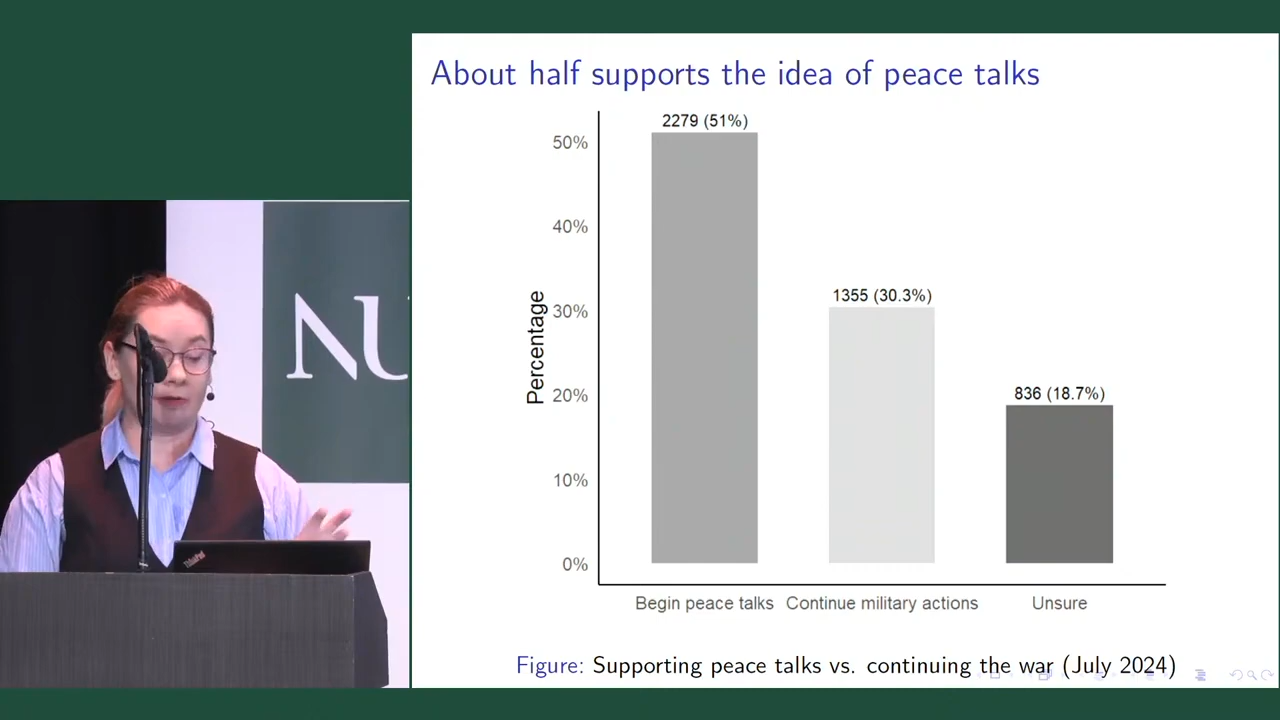 About half supports the idea of peace talks
2279 (51%)
50%
40%
1355 (30.3%)
30%
Percentage
20%
836 (18.7%)
10%
0%
Begin peace talks Continue military actions Unsure
Figure: Supporting peace talks vs. continuing the war (July 2024)
NU
ThinkPad